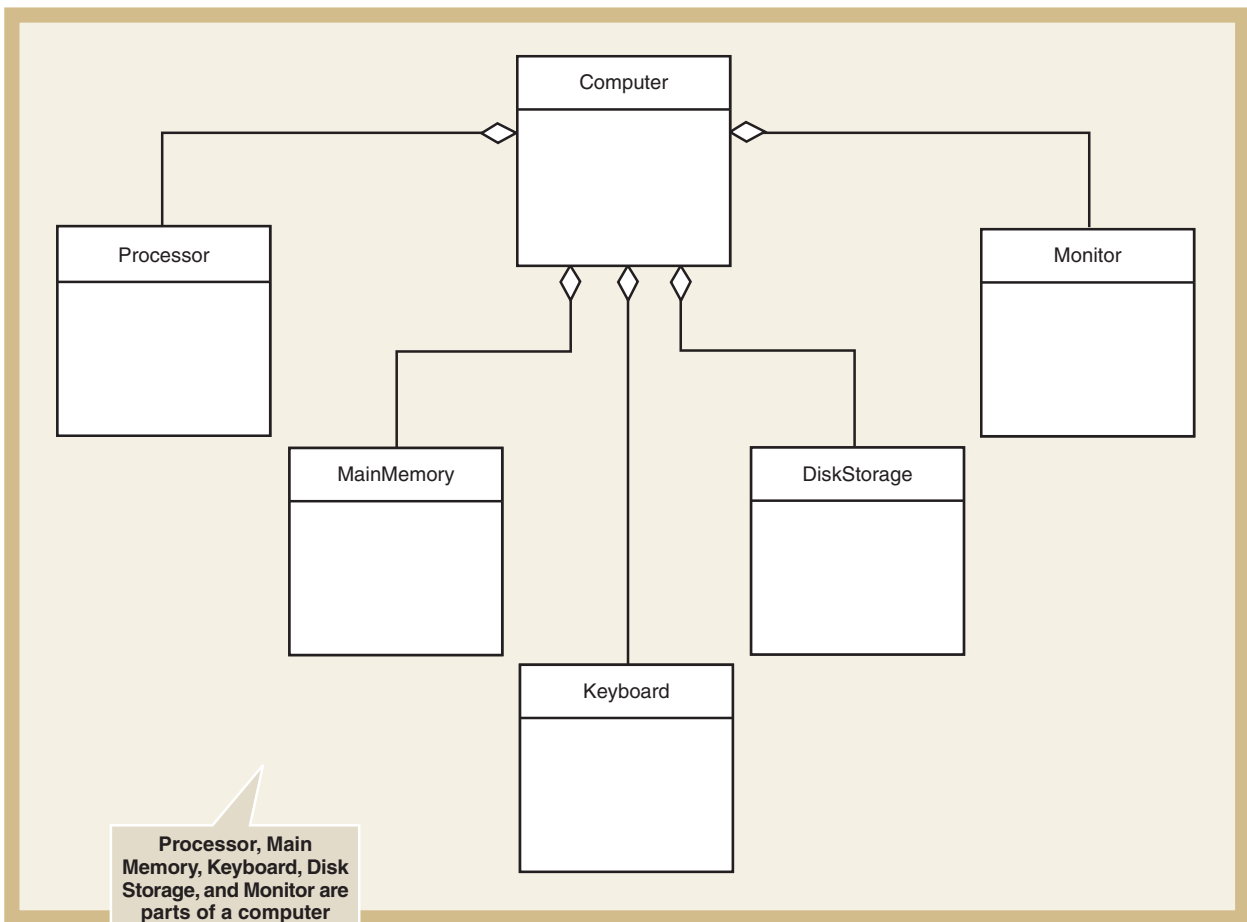 Computer
Processor
Monitor
MainMemory
DiskStorage
Keyboard
Processor, Main
Memory, Keyboard, Disk
Storage, and Monitor are
parts of a computer